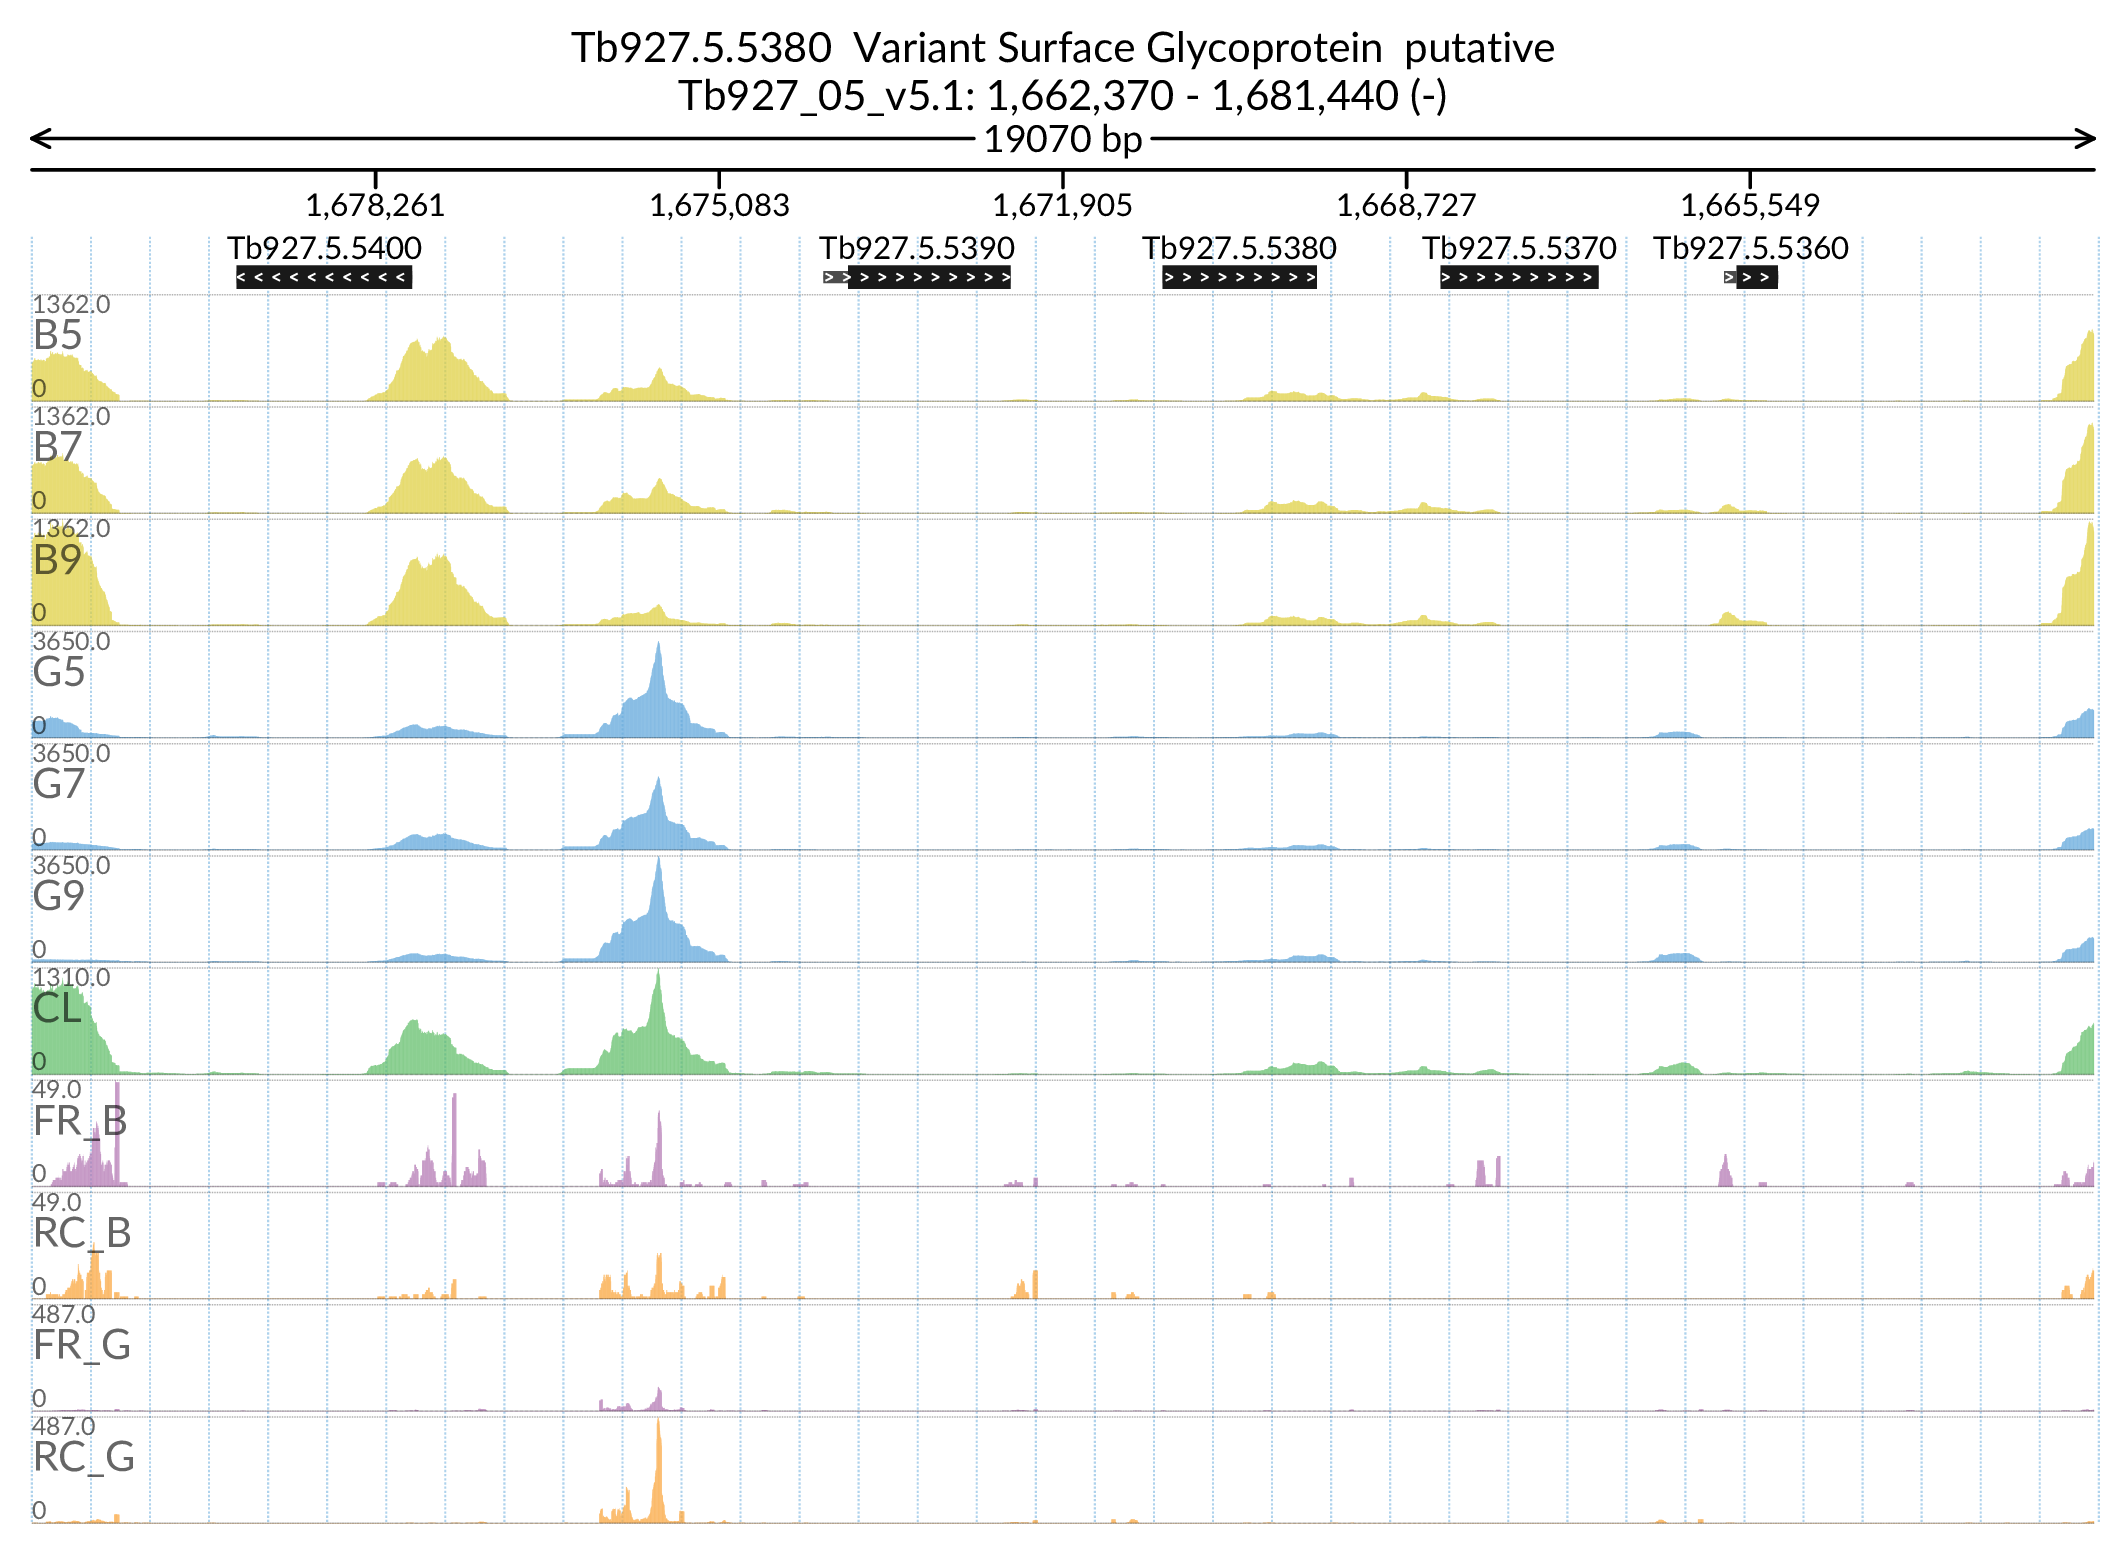 Tb927.5.5380 Variant Surface Glycoprotein putative
Tb927_05_v5.1: 1,662,370 - 1,681,440 (-)
19070 bp
1,678,261 1,675,083 1,671,905 1,668,727 1,665,549
Tb927.5.5400 Tb927.5.5390 Tb927.5.5380 Tb927.5.5370 Tb927.5.5360
1362.0
B5
0
1362.0
B7
0
1362.0
B9
0
3650.0
G5
0
3650.0
G7
0
3650.0
G9
0
1310.0
CL
0
49.0
FR_B
0
49.0
RC_B
0
487.0
FR_G
0
487.0
RC_G
0